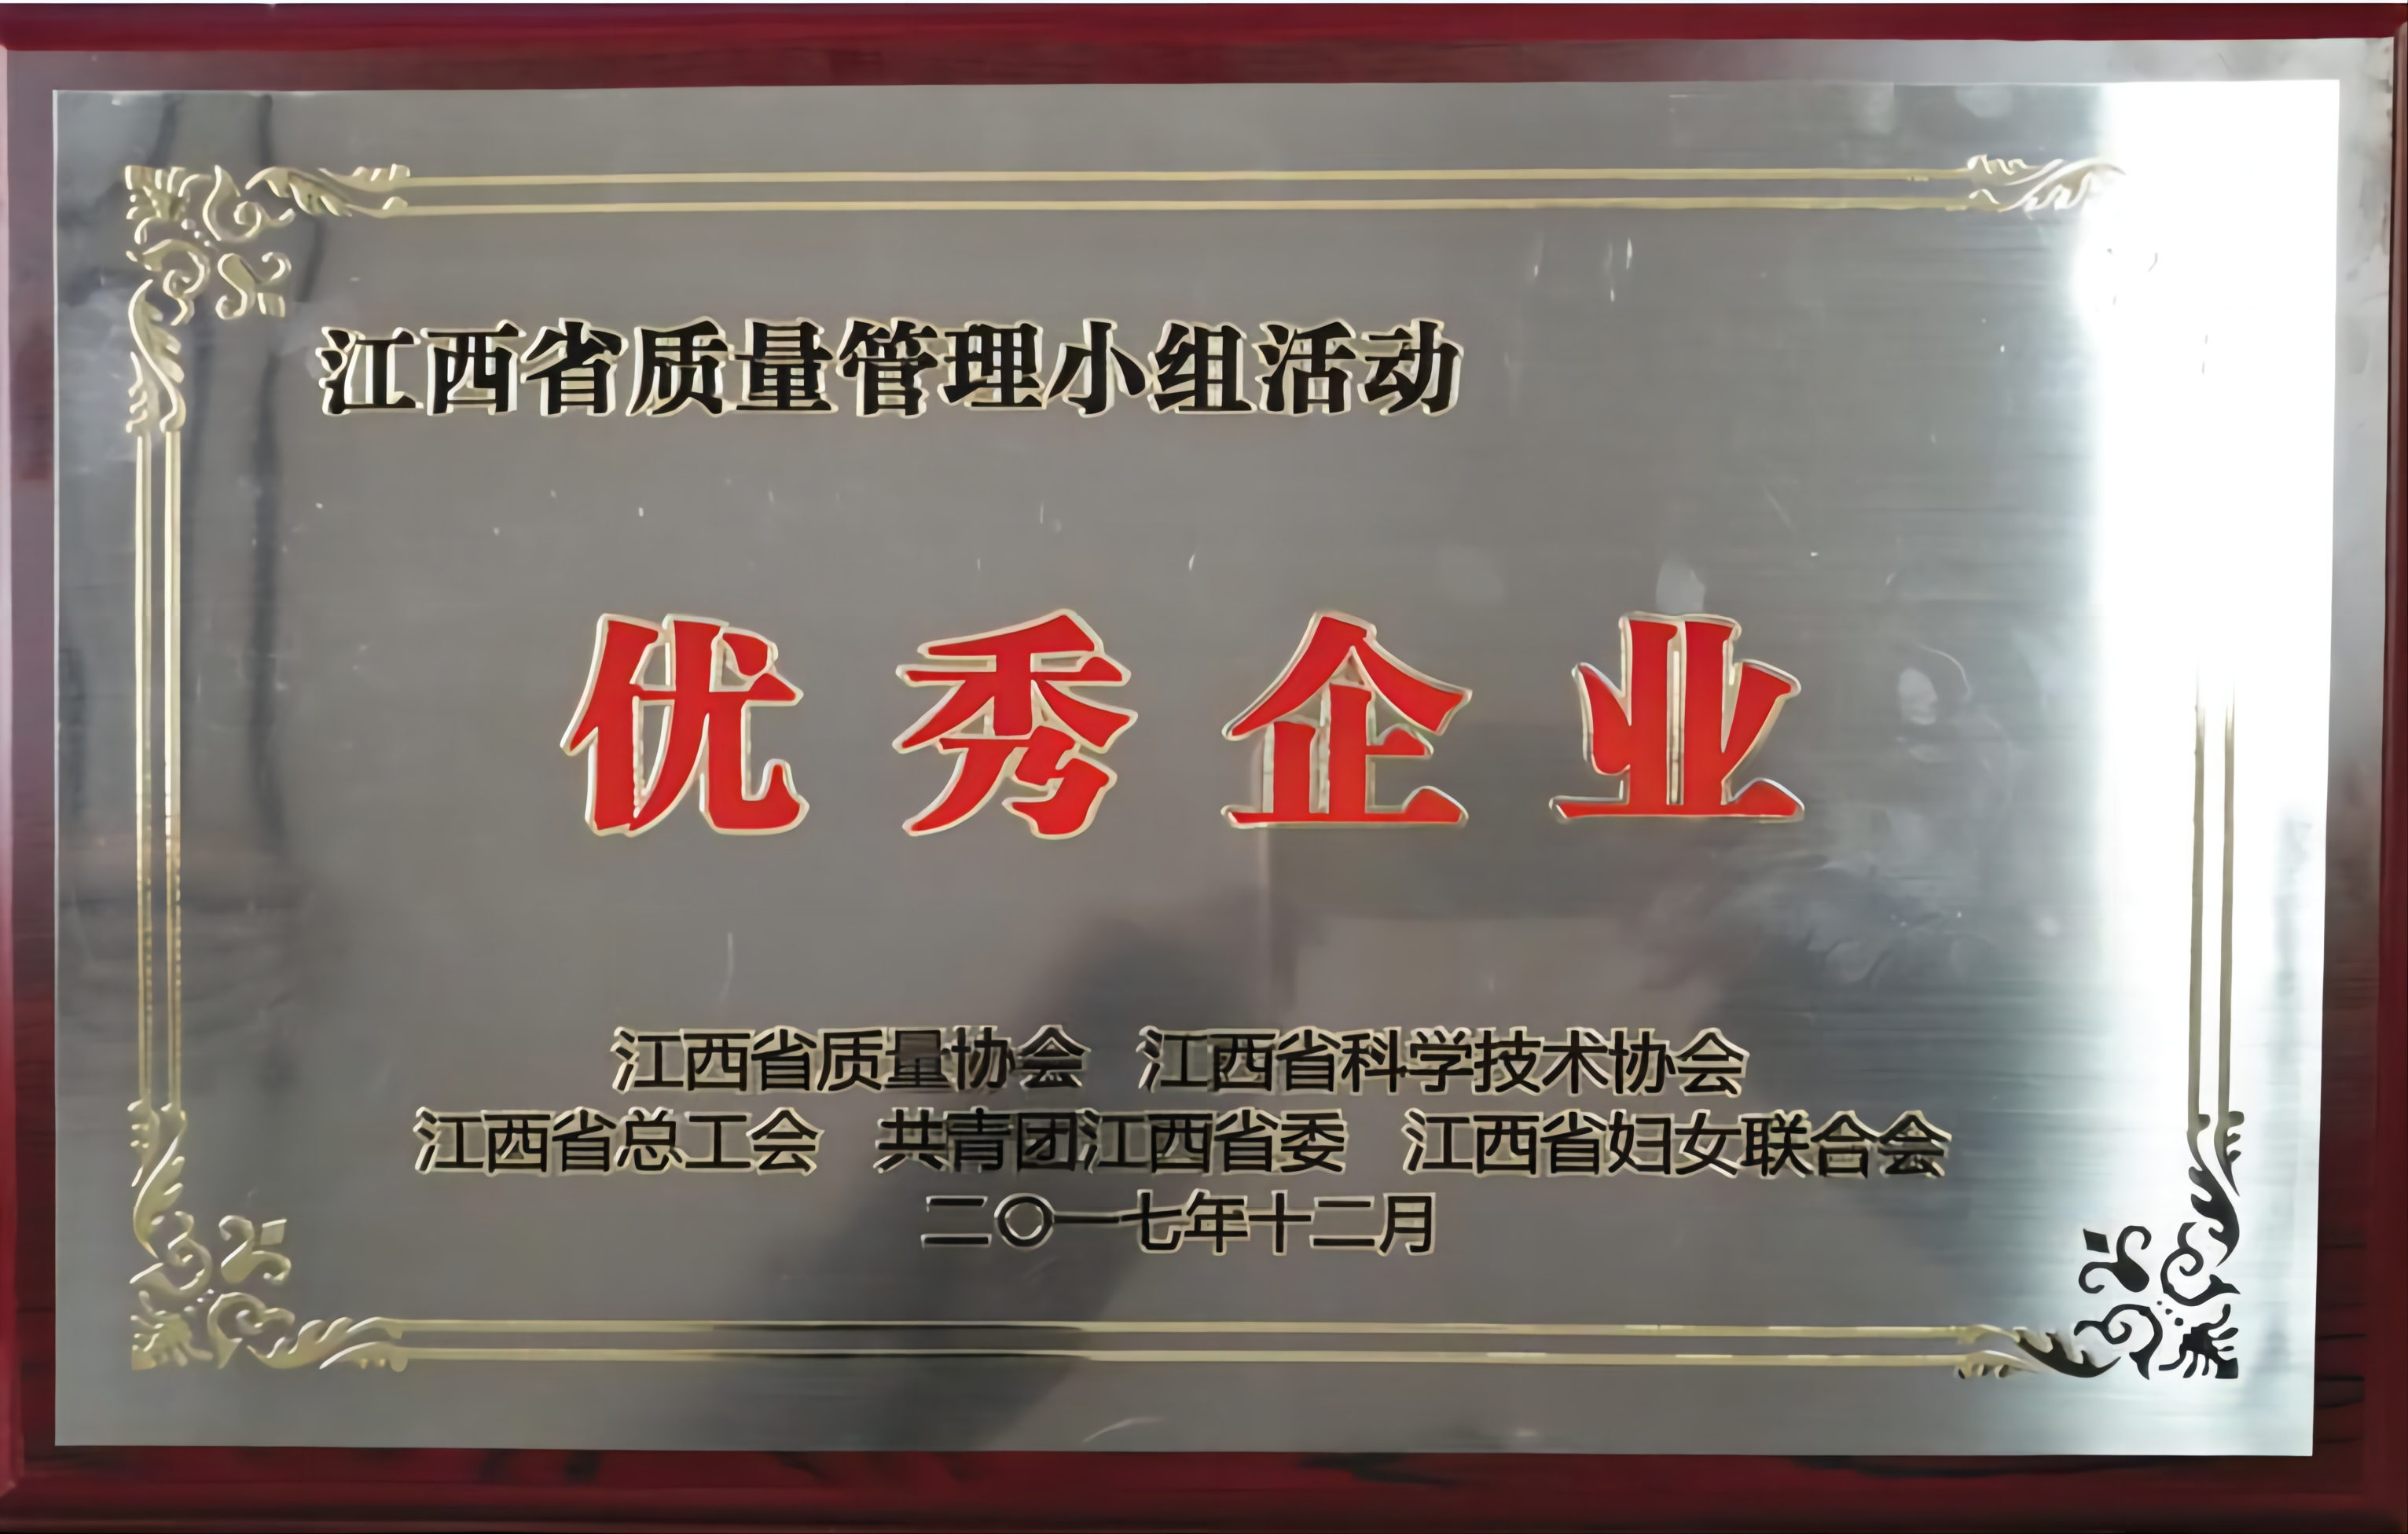 江西省质量管理小组活动
优秀企业
江西省质量协会 江西省科学技术协会
江西省总工会 共青团江西省委 江西省妇女联合会
二〇一七年十二月